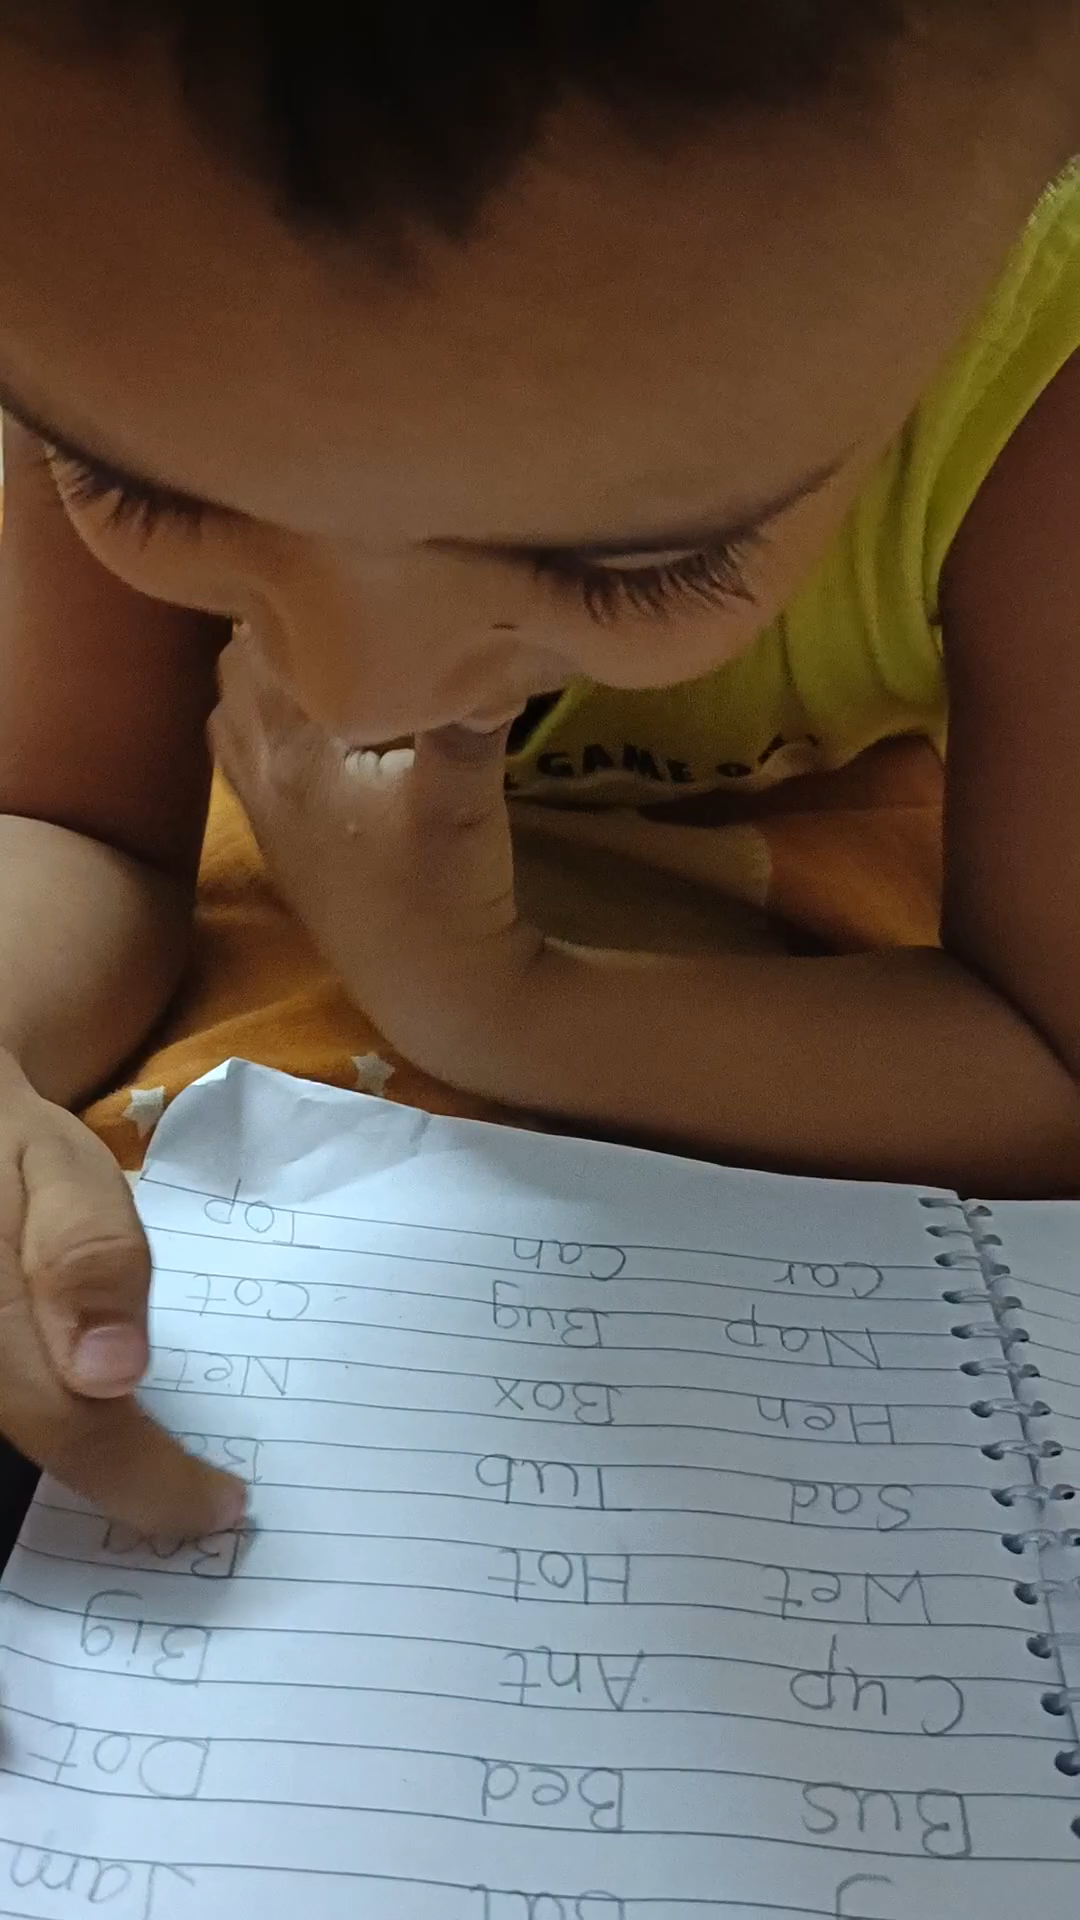 GAME
Jam
Bus Bed Dot
Cup Ant Big
Wet Hot
Sad Tub
Hen Box Net
Nap Bug Cot
Car Can Top